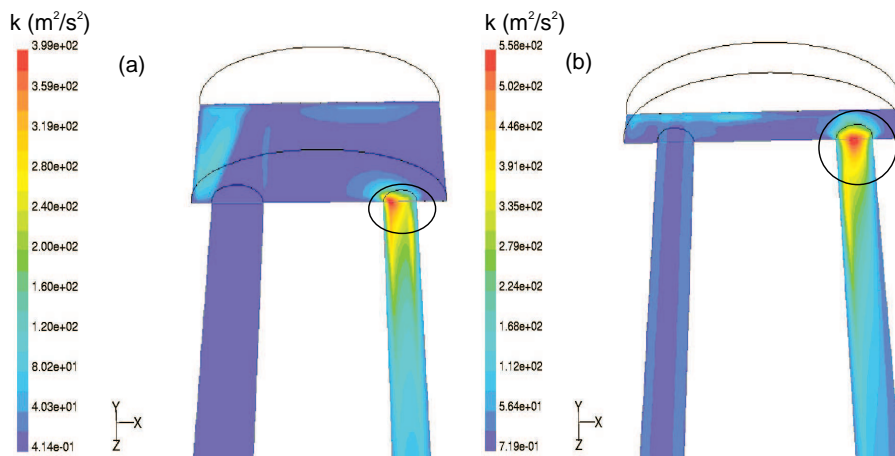 k (m²/s²)
3.99e+02
3.59e+02
3.19e+02
2.80e+02
2.40e+02
2.00e+02
1.60e+02
1.20e+02
8.02e+01
4.03e+01
4.14e-01
(a)
Y
X
Z
k (m²/s²)
5.58e+02
5.02e+02
4.46e+02
3.91e+02
3.35e+02
2.79e+02
2.24e+02
1.68e+02
1.12e+02
5.64e+01
7.19e-01
(b)
Y
X
Z